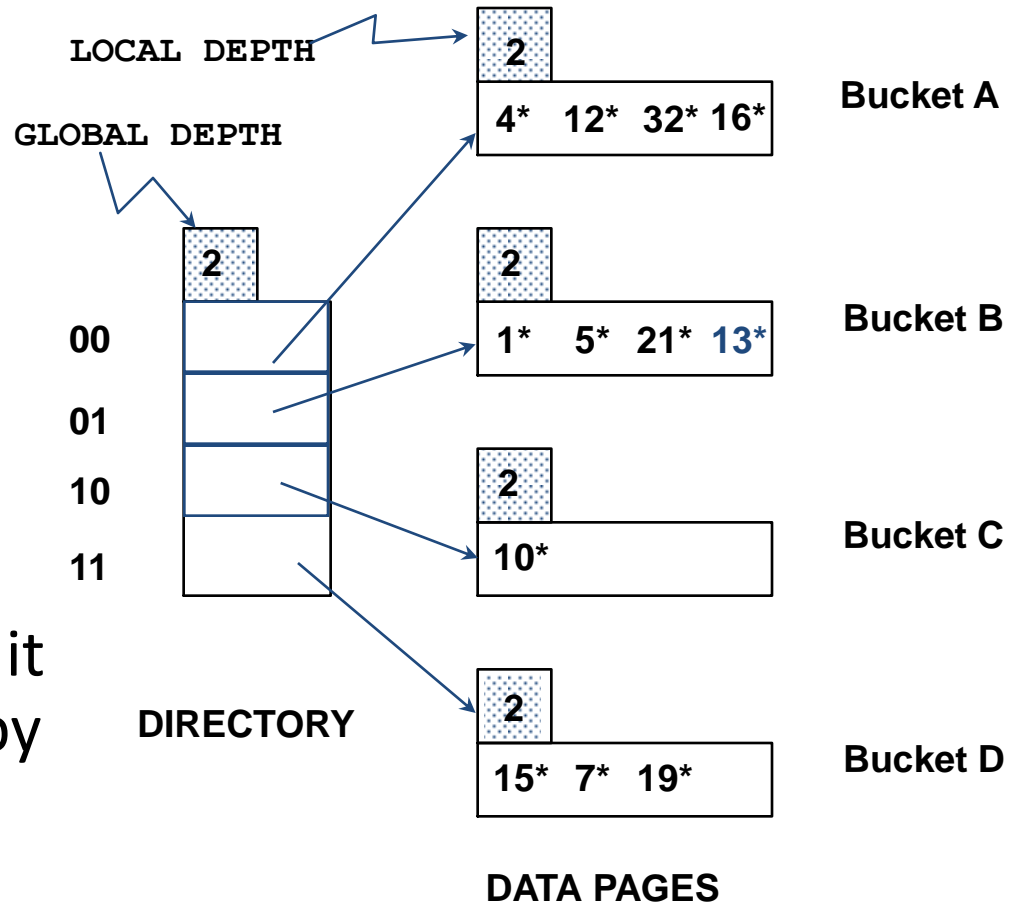 LOCAL DEPTH
2
Bucket A
4* 12* 32* 16*
GLOBAL DEPTH
2
2
Bucket B
1* 5* 21* 13*
00
01
10
11
2
Bucket C
10*
it
by
DIRECTORY
2
Bucket D
15* 7* 19*
DATA PAGES